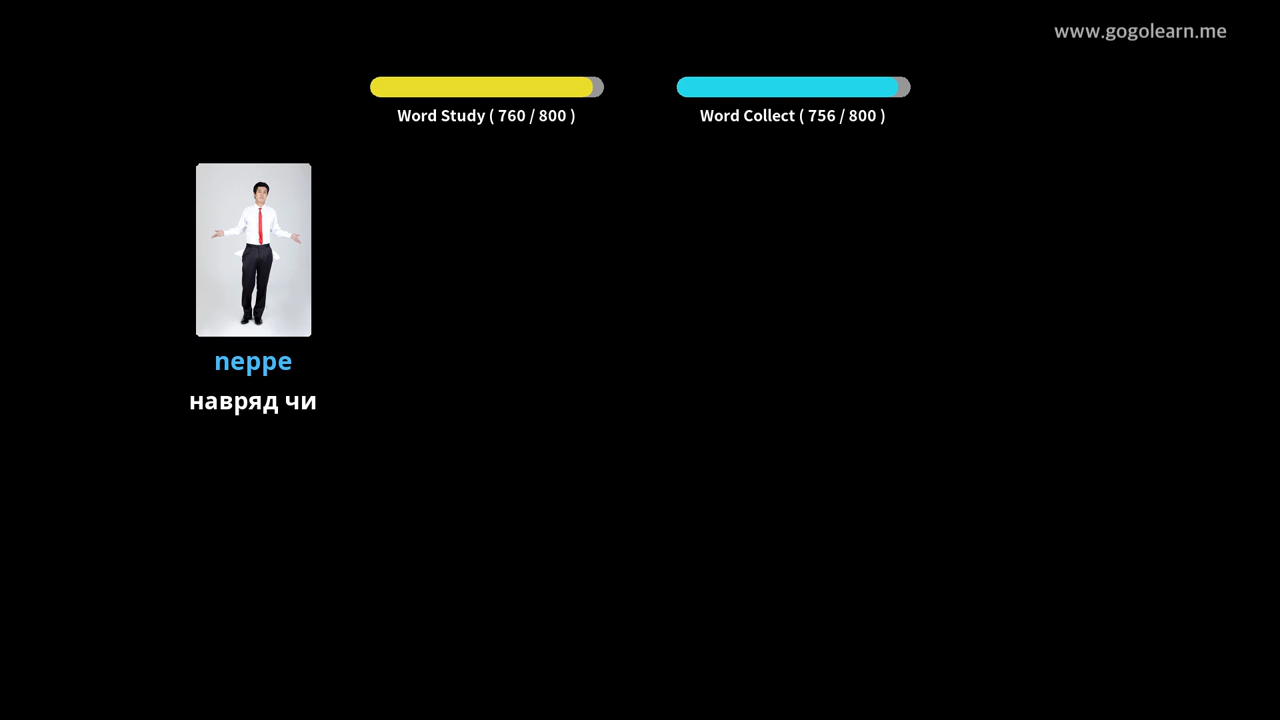 www.gogolearn.me
Word Study ( 760 / 800 )
Word Collect ( 756 / 800 )
neppe
навряд чи